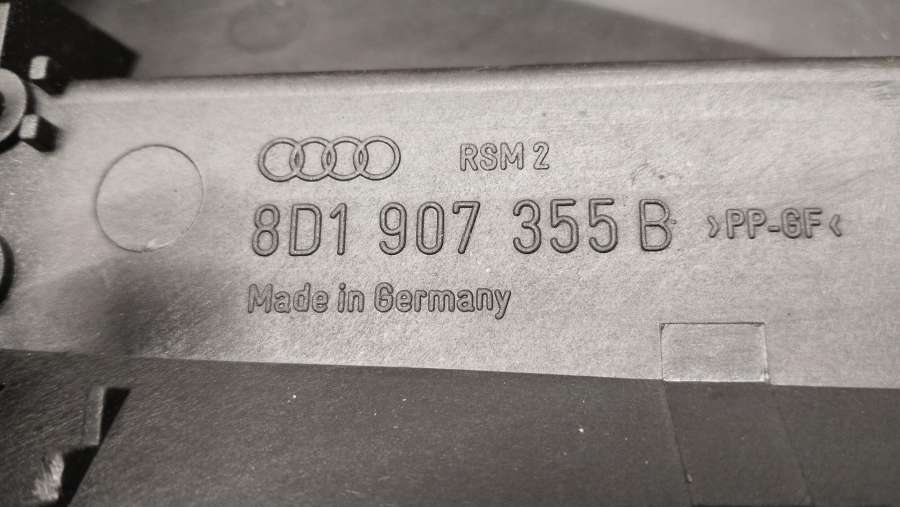 RSM 2
8D1 907 355 B >PP-GF<
Made in Germany